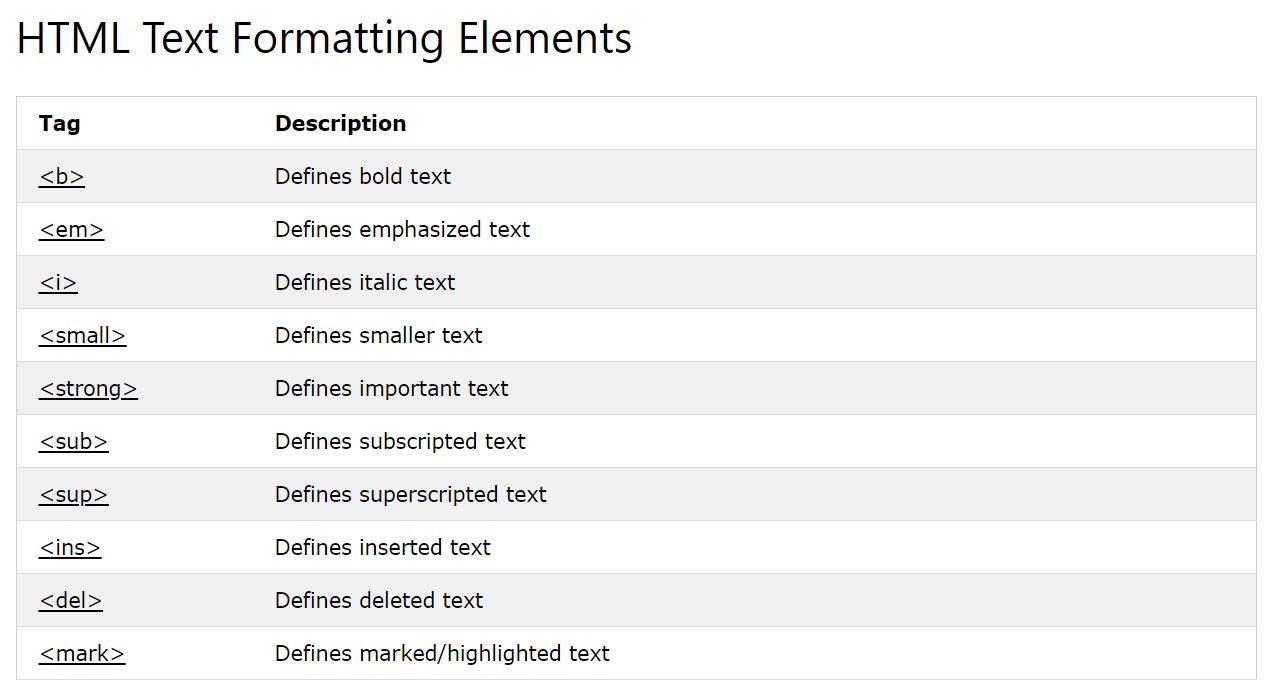 HTML Text Formatting Elements
Tag Description
<b> Defines bold text
<em> Defines emphasized text
<i> Defines italic text
<small> Defines smaller text
<strong> Defines important text
<sub> Defines subscripted text
<sup> Defines superscripted text
<ins> Defines inserted text
<del> Defines deleted text
<mark> Defines marked/highlighted text